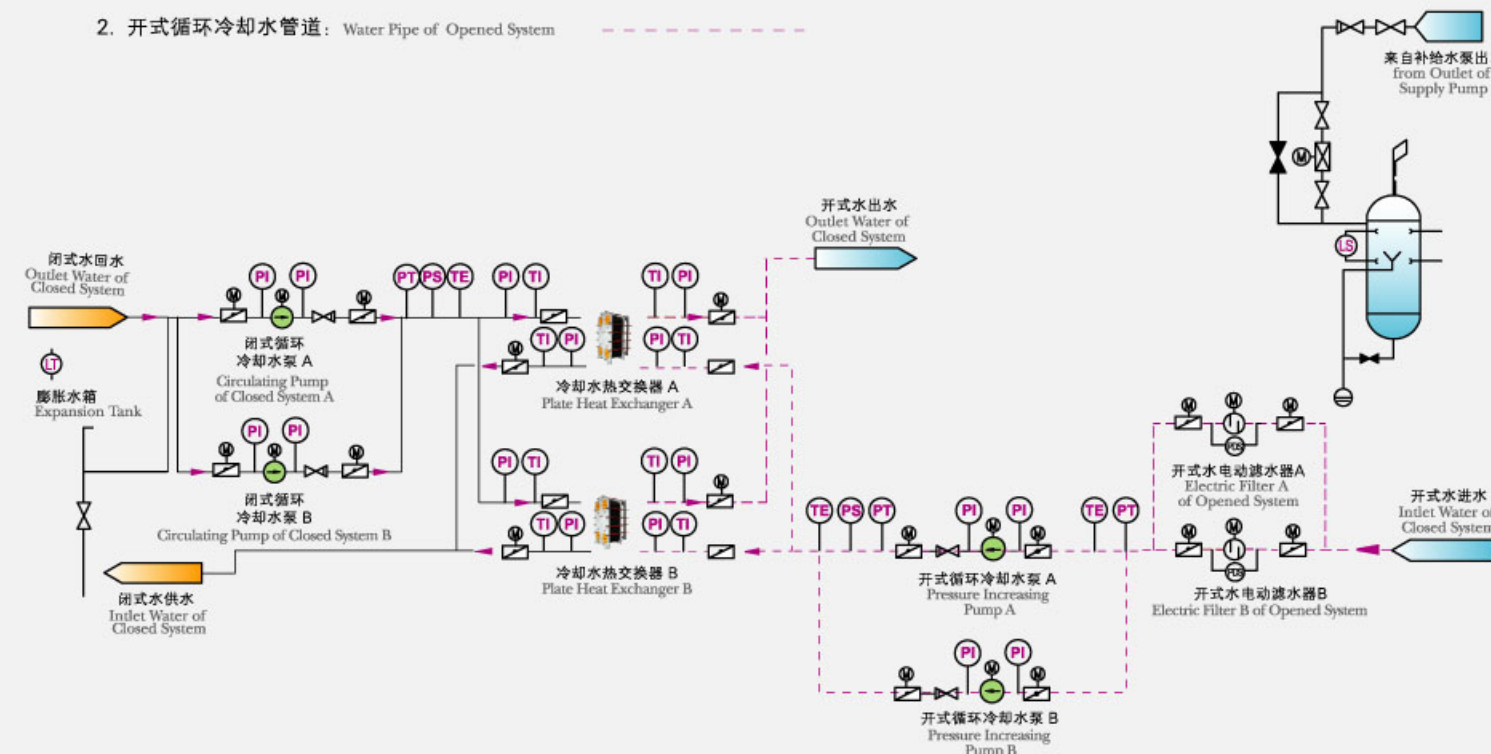 2. 开式循环冷却水管道: Water Pipe of Opened System
来自补给水泵出
from Outlet of
Supply Pump
M
LS
开式水出水
Outlet Water of
Closed System
闭式水回水
Outlet Water of
Closed System
M PI M PI M
PT PS TE PI TI
TI PI M
闭式循环
冷却水泵 A
Circulating Pump
of Closed System A
M TI PI
PI TI
冷却水热交换器 A
Plate Heat Exchanger A
LT
膨胀水箱
Expansion Tank
M PI M PI M
闭式循环
冷却水泵 B
Circulating Pump of Closed System B
PI TI
TI PI M
M TI PI
PI TI
冷却水热交换器 B
Plate Heat Exchanger B
闭式水供水
Intlet Water of
Closed System
TE PS PT M PI M PI M TE PT
开式循环冷却水泵 A
Pressure Increasing
Pump A
M PI M PI M
开式循环冷却水泵 B
Pressure Increasing
Pump B
M M M
PDS
开式水电动滤水器A
Electric Filter A
of Opened System
M M M
PDS
开式水电动滤水器B
Electric Filter B of Opened System
开式水进水
Intlet Water of
Closed System